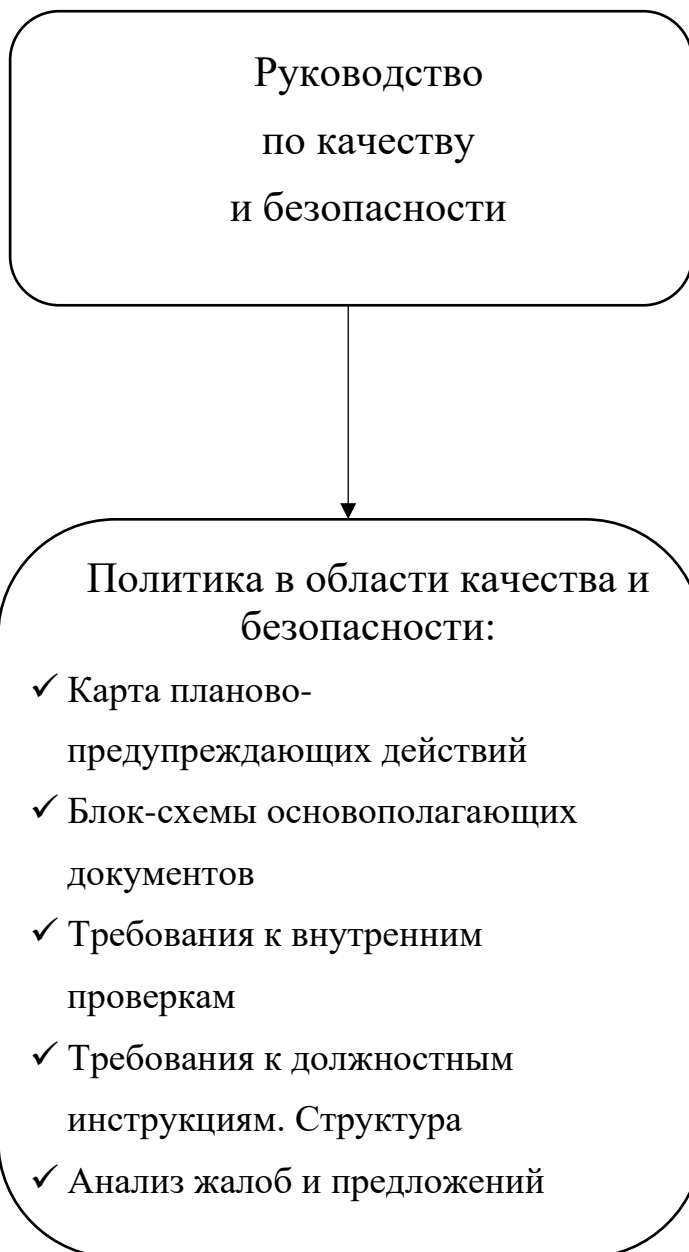 Руководство
по качеству
и безопасности
Политика в области качества и
безопасности:
✓ Карта планово-
предупреждающих действий
✓ Блок-схемы основополагающих
документов
✓ Требования к внутренним
проверкам
✓ Требования к должностным
инструкциям. Структура
✓ Анализ жалоб и предложений